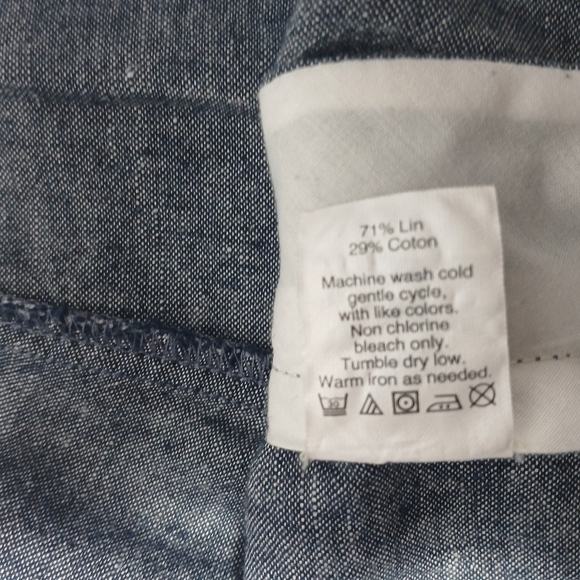 71% Lin
29% Coton
Machine wash cold
gentle cycle,
with like colors.
Non chlorine
bleach only.
Tumble dry low.
Warm iron as needed.
30